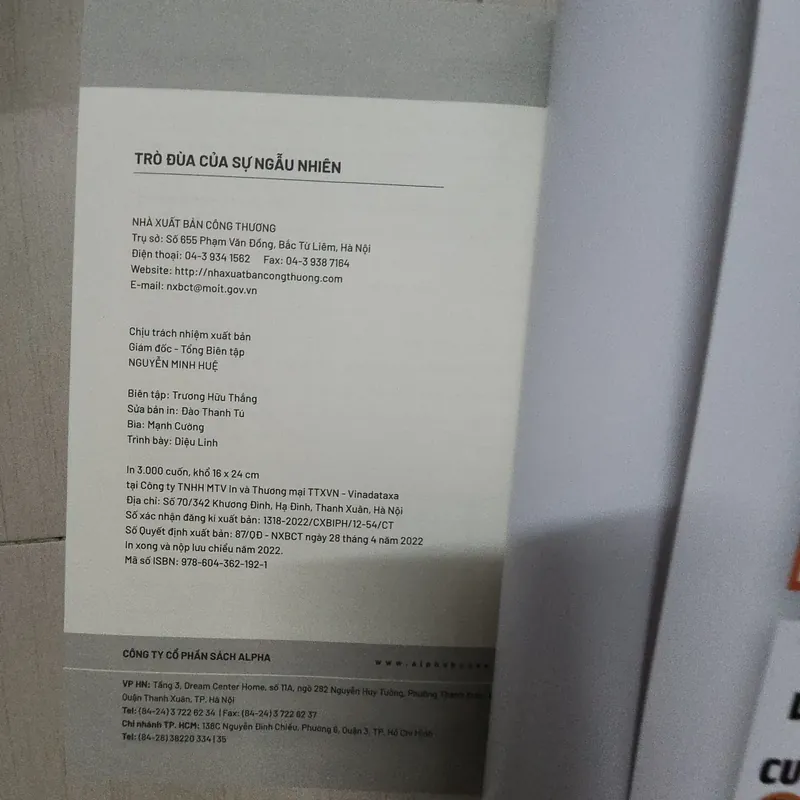 TRÒ ĐÙA CỦA SỰ NGẪU NHIÊN
NHÀ XUẤT BẢN CÔNG THƯƠNG
Trụ sở: Số 655 Phạm Văn Đồng, Bắc Từ Liêm, Hà Nội
Điện thoại: 04-3 934 1562 Fax: 04-3 938 7164
Website: http://nhaxuatbancongthuong.com
E-mail: nxbct@moit.gov.vn
Chịu trách nhiệm xuất bản
Giám đốc - Tổng Biên tập
NGUYỄN MINH HUỆ
Biên tập: Trương Hữu Thắng
Sửa bản in: Đào Thanh Tú
Bìa: Mạnh Cường
Trình bày: Diệu Linh
In 3.000 cuốn, khổ 16 x 24 cm
tại Công ty TNHH MTV In và Thương mại TTXVN - Vinadataxa
Địa chỉ: Số 70/342 Khương Đình, Hạ Đình, Thanh Xuân, Hà Nội
Số xác nhận đăng kí xuất bản: 1318-2022/CXBIPH/12-54/CT
Số Quyết định xuất bản: 87/QĐ - NXBCT ngày 28 tháng 4 năm 2022
In xong và nộp lưu chiểu năm 2022.
Mã số ISBN: 978-604-362-192-1
CÔNG TY CỔ PHẦN SÁCH ALPHA
VP HN: Tầng 3, Dream Center Home, số 11A, ngõ 282 Nguyễn Huy Tưởng, Phường Thanh Xuân
Quận Thanh Xuân, TP. Hà Nội
Tel: (84-24) 3 722 62 34 | Fax: (84-24) 3 722 62 37
Chi nhánh TP. HCM: 138C Nguyễn Đình Chiểu, Phường 6, Quận 3, TP. Hồ Chí Minh
Tel: (84-28) 38220 334 | 35
CU